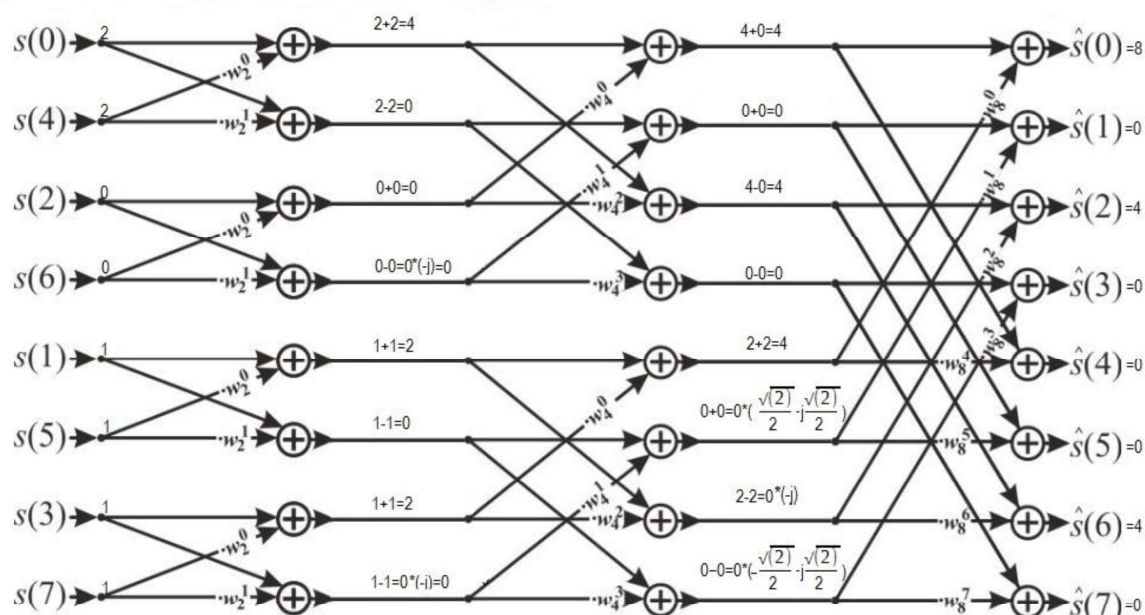 s(0) 2 2+2=4 4+0=4 ŝ(0)=8
·w₂⁰ ·w₄⁰ ·w₈⁰
s(4) 2 ·w₂¹ 2-2=0 0+0=0 ŝ(1)=0
·w₄¹ ·w₈¹
s(2) 0 0+0=0 ·w₄² 4-0=4 ŝ(2)=4
·w₂⁰ ·w₈²
s(6) 0 ·w₂¹ 0-0=0*(-j)=0 ·w₄³ 0-0=0 ŝ(3)=0
·w₈³
s(1) 1 1+1=2 2+2=4 ·w₈⁴ ŝ(4)=0
·w₂⁰ ·w₄⁰
s(5) 1 ·w₂¹ 1-1=0 0+0=0*(√(2)/2-j√(2)/2) ·w₈⁵ ŝ(5)=0
·w₄¹
s(3) 1 1+1=2 ·w₄² 2-2=0*(-j) ·w₈⁶ ŝ(6)=4
·w₂⁰
s(7) 1 ·w₂¹ 1-1=0*(-j)=0 ·w₄³ 0-0=0*(-√(2)/2-j√(2)/2) ·w₈⁷ ŝ(7)=0